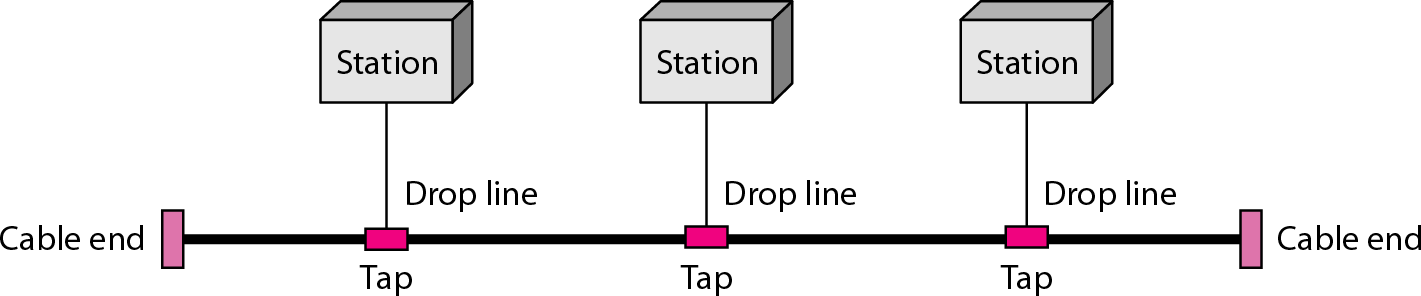 Station
Station
Station
Drop line
Drop line
Drop line
Cable end
Cable end
Tap
Tap
Tap